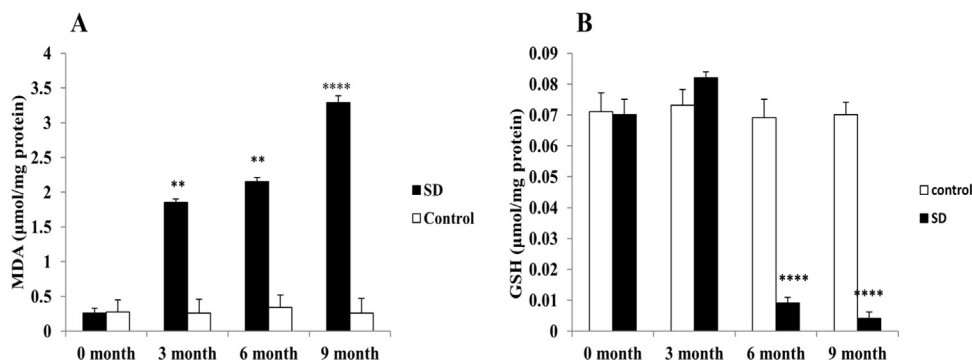 A
MDA (µmol/mg protein)
4
3.5
3
2.5
2
1.5
1
0.5
0
**
**
****
0 month 3 month 6 month 9 month
SD
Control
B
GSH (µmol/mg protein)
0.09
0.08
0.07
0.06
0.05
0.04
0.03
0.02
0.01
0
****
****
0 month 3 month 6 month 9 month
control
SD